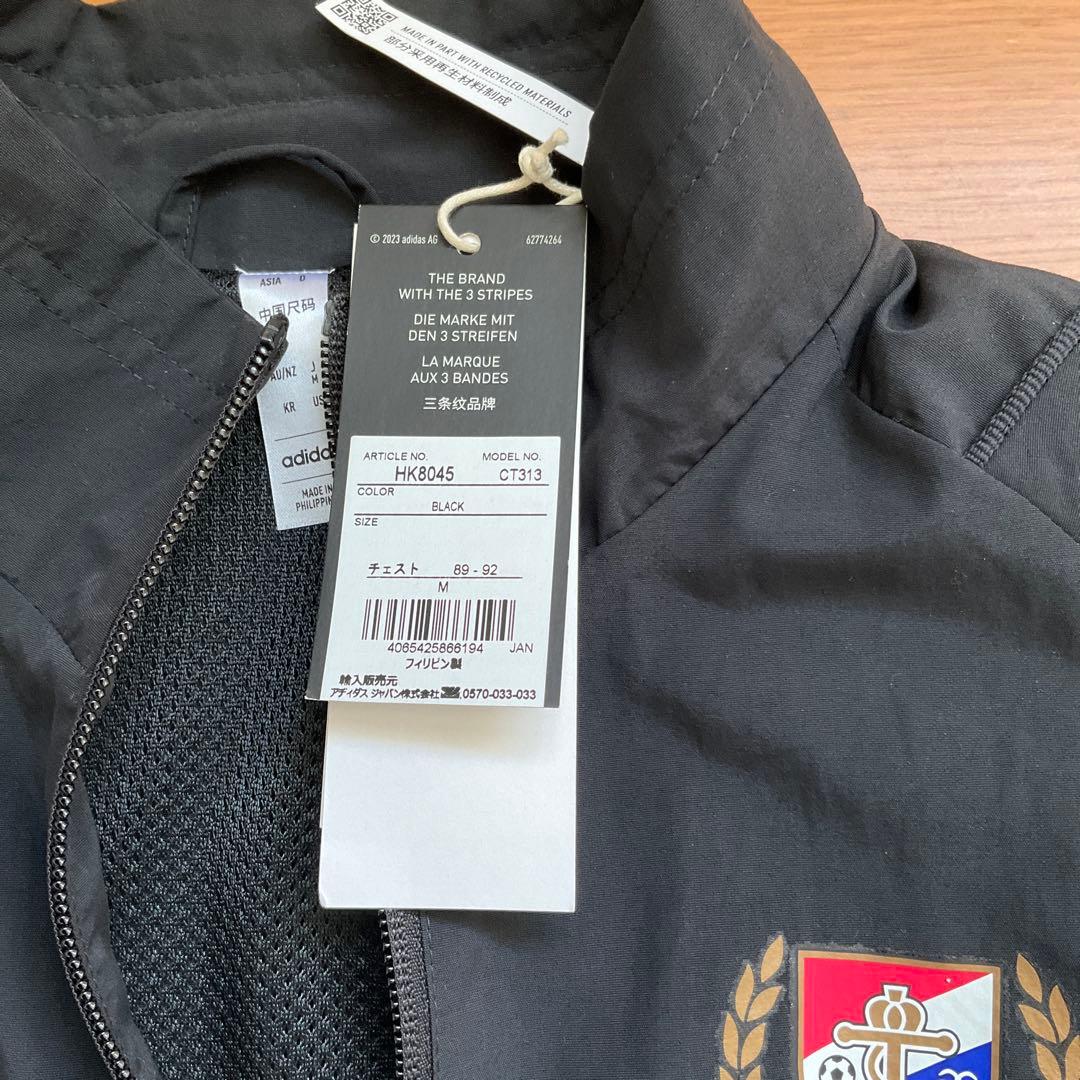 MADE IN PART WITH RECYCLED MATERIALS
部分采用再生材料制成
© 2023 adidas AG 62774264
THE BRAND
WITH THE 3 STRIPES
DIE MARKE MIT
DEN 3 STREIFEN
LA MARQUE
AUX 3 BANDES
三条纹品牌
ARTICLE NO. MODEL NO.
HK8045 CT313
COLOR
BLACK
SIZE
チェスト 89 - 92
M
4065425866194 JAN
フィリピン製
輸入販売元
アディダス ジャパン株式会社 0570-033-033
ASIA O
中国尺码
AU/NZ J
M
KR US
MADE IN